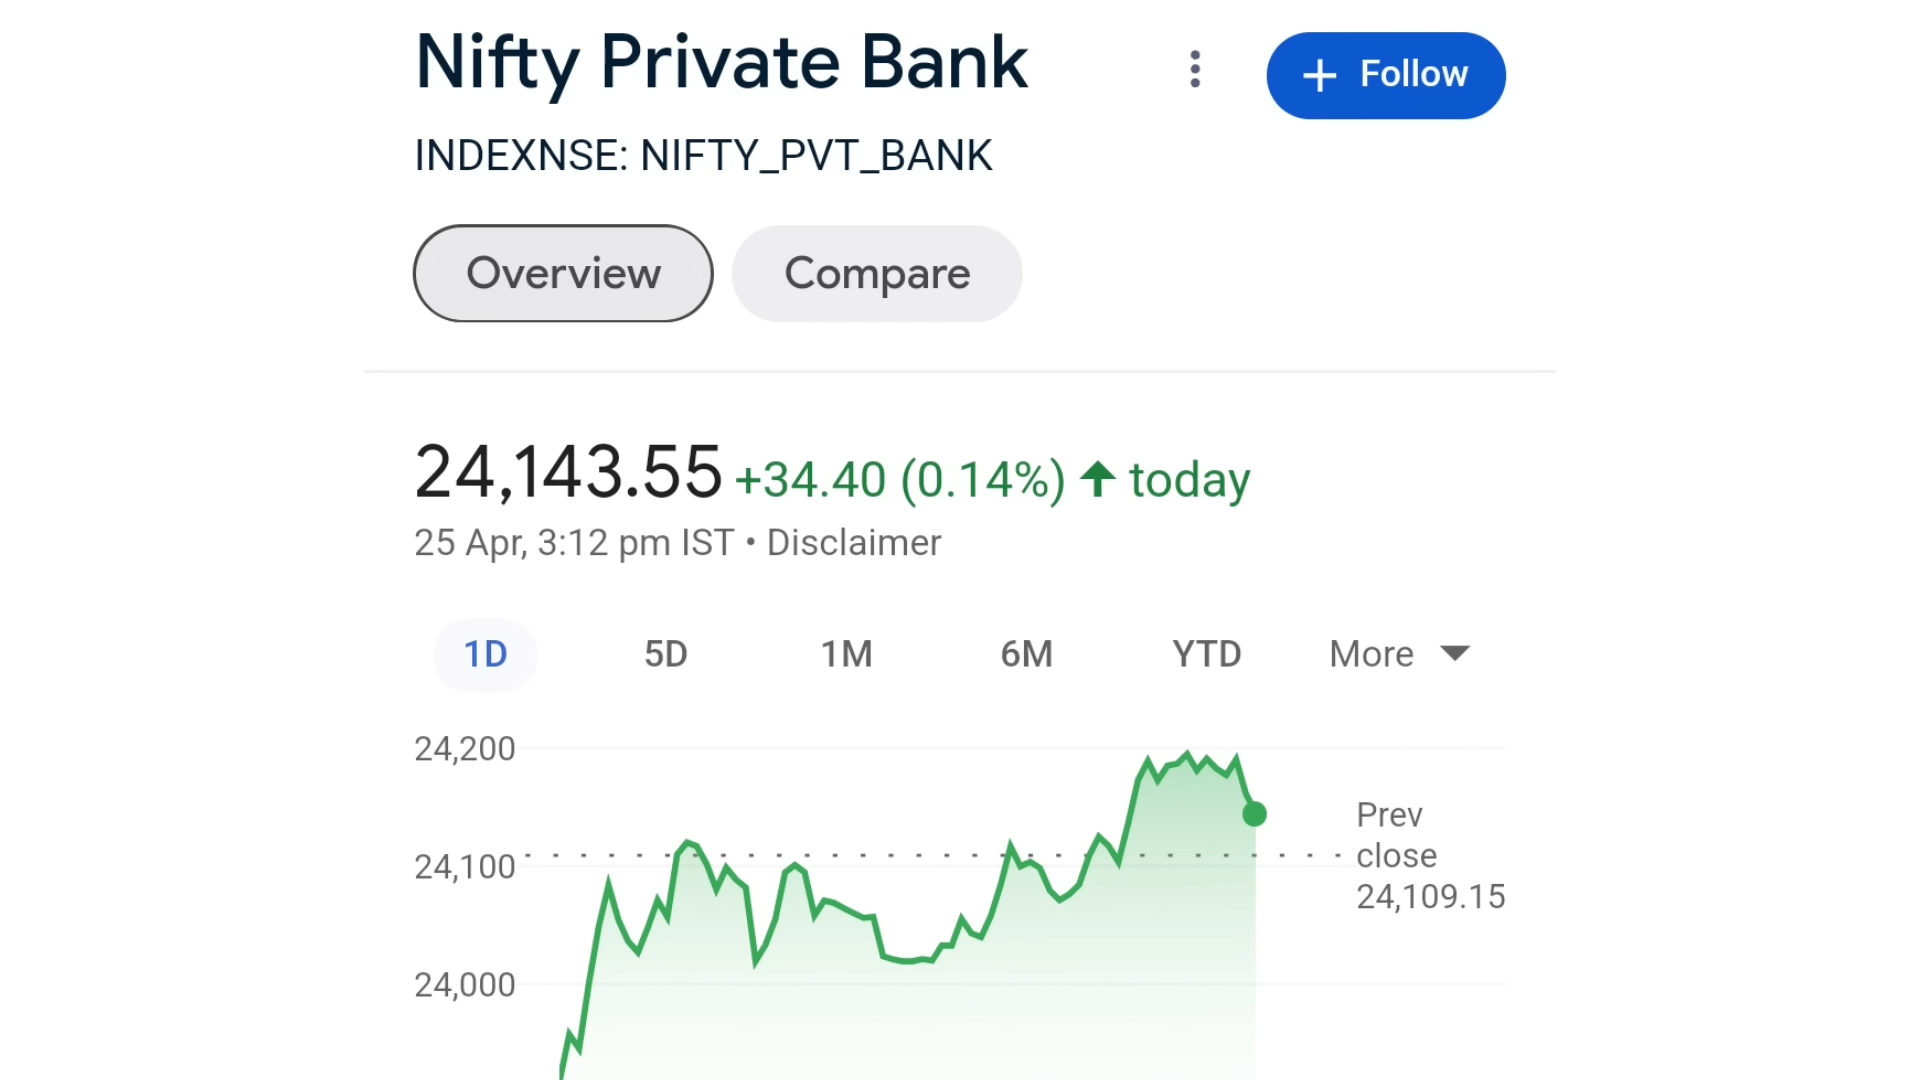 Nifty Private Bank
+ Follow
INDEXNSE: NIFTY_PVT_BANK
Overview
Compare
24,143.55 +34.40 (0.14%) ↑ today
25 Apr, 3:12 pm IST • Disclaimer
1D 5D 1M 6M YTD More
24,200
24,100
24,000
Prev
close
24,109.15